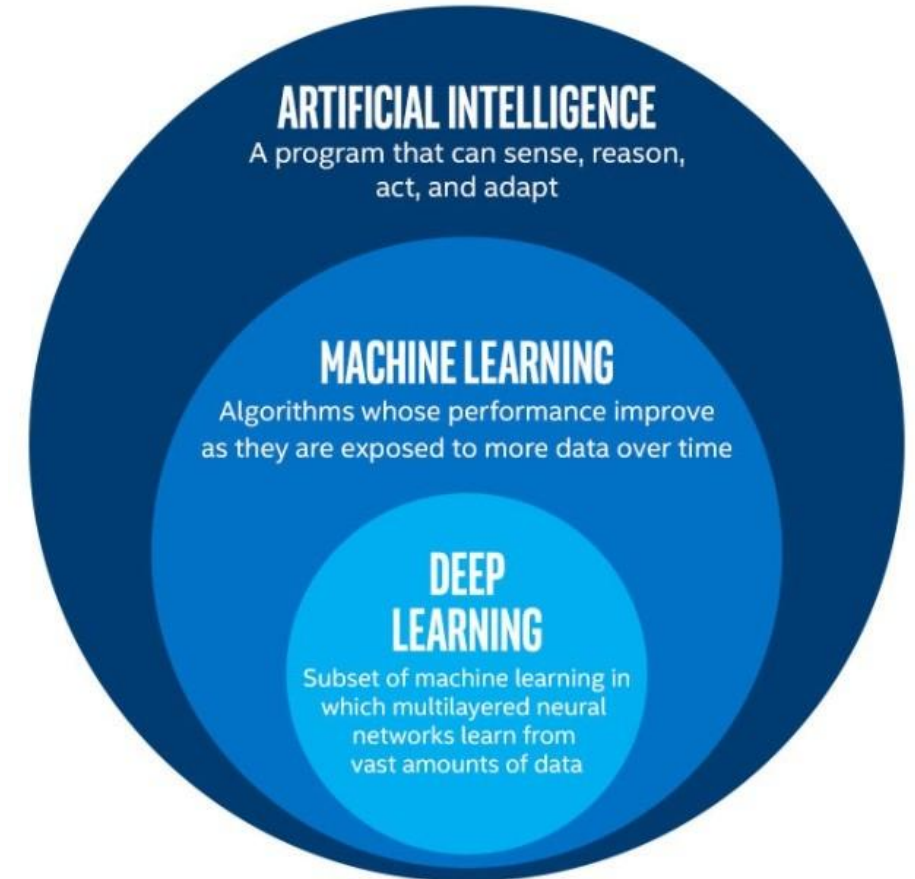 ARTIFICIAL INTELLIGENCE
A program that can sense, reason,
act, and adapt
MACHINE LEARNING
Algorithms whose performance improve
as they are exposed to more data over time
DEEP
LEARNING
Subset of machine learning in
which multilayered neural
networks learn from
vast amounts of data